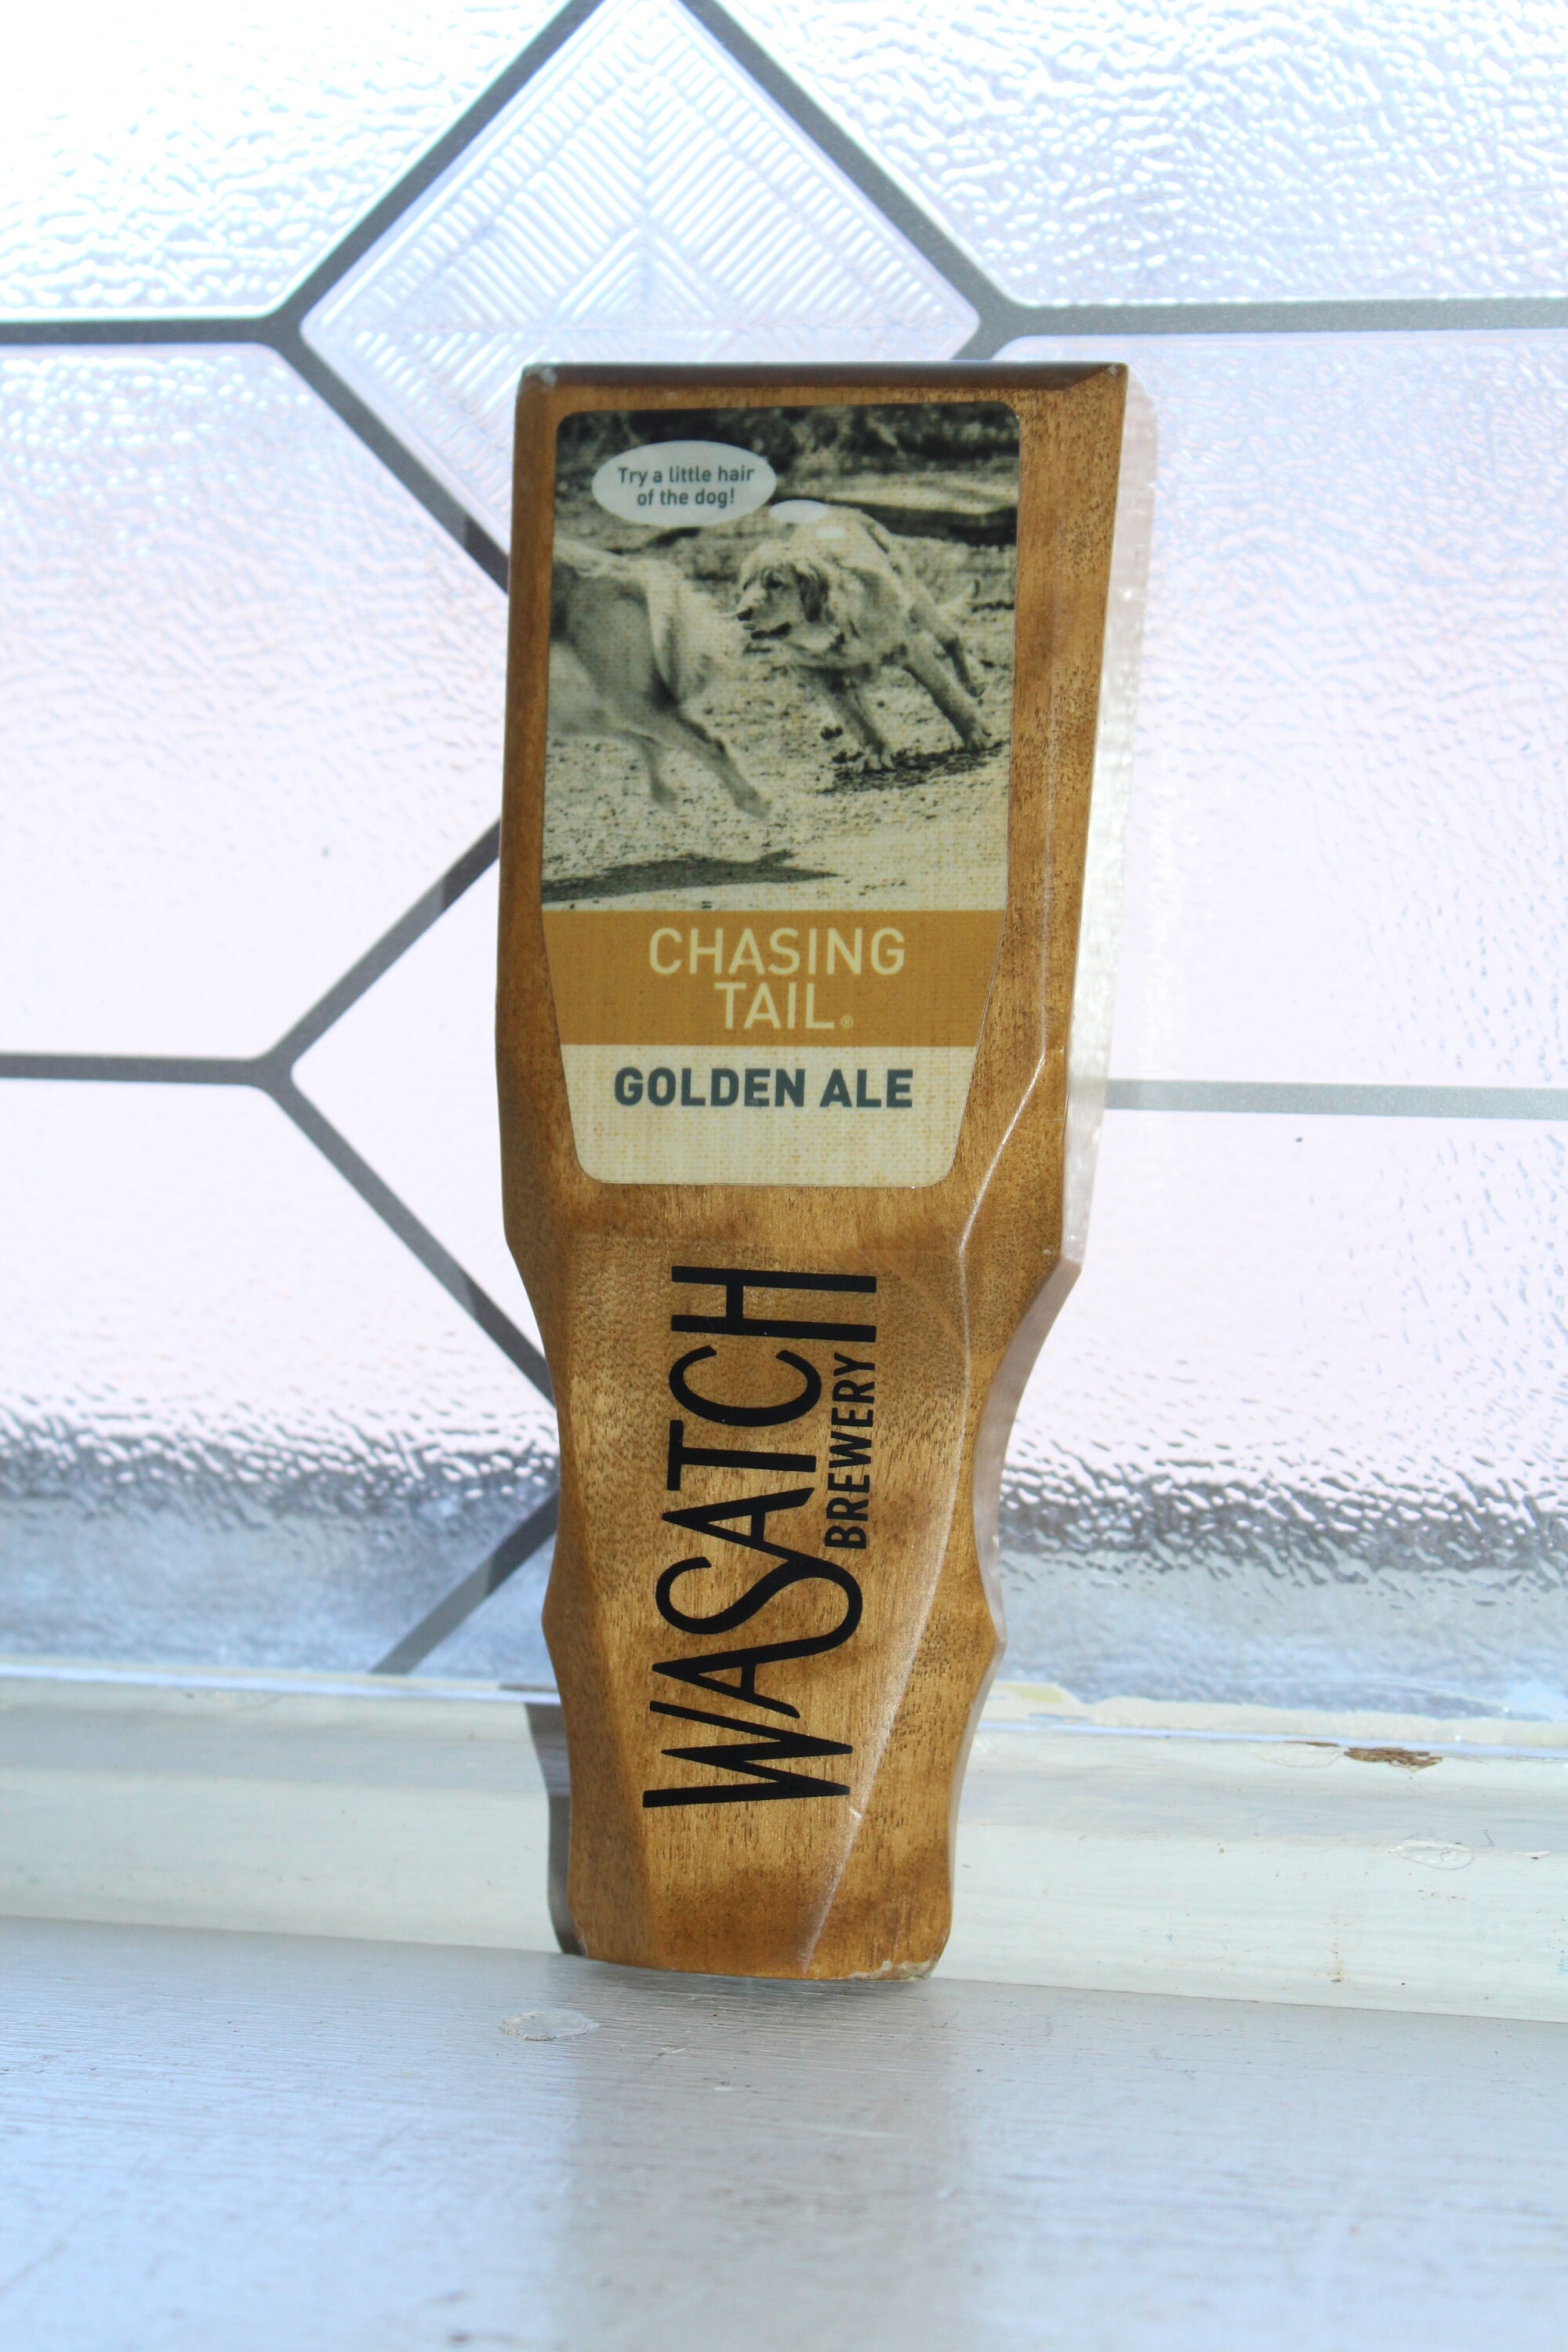 Try a little hair
of the dog!
CHASING
TAIL®
GOLDEN ALE
WASATCH
BREWERY